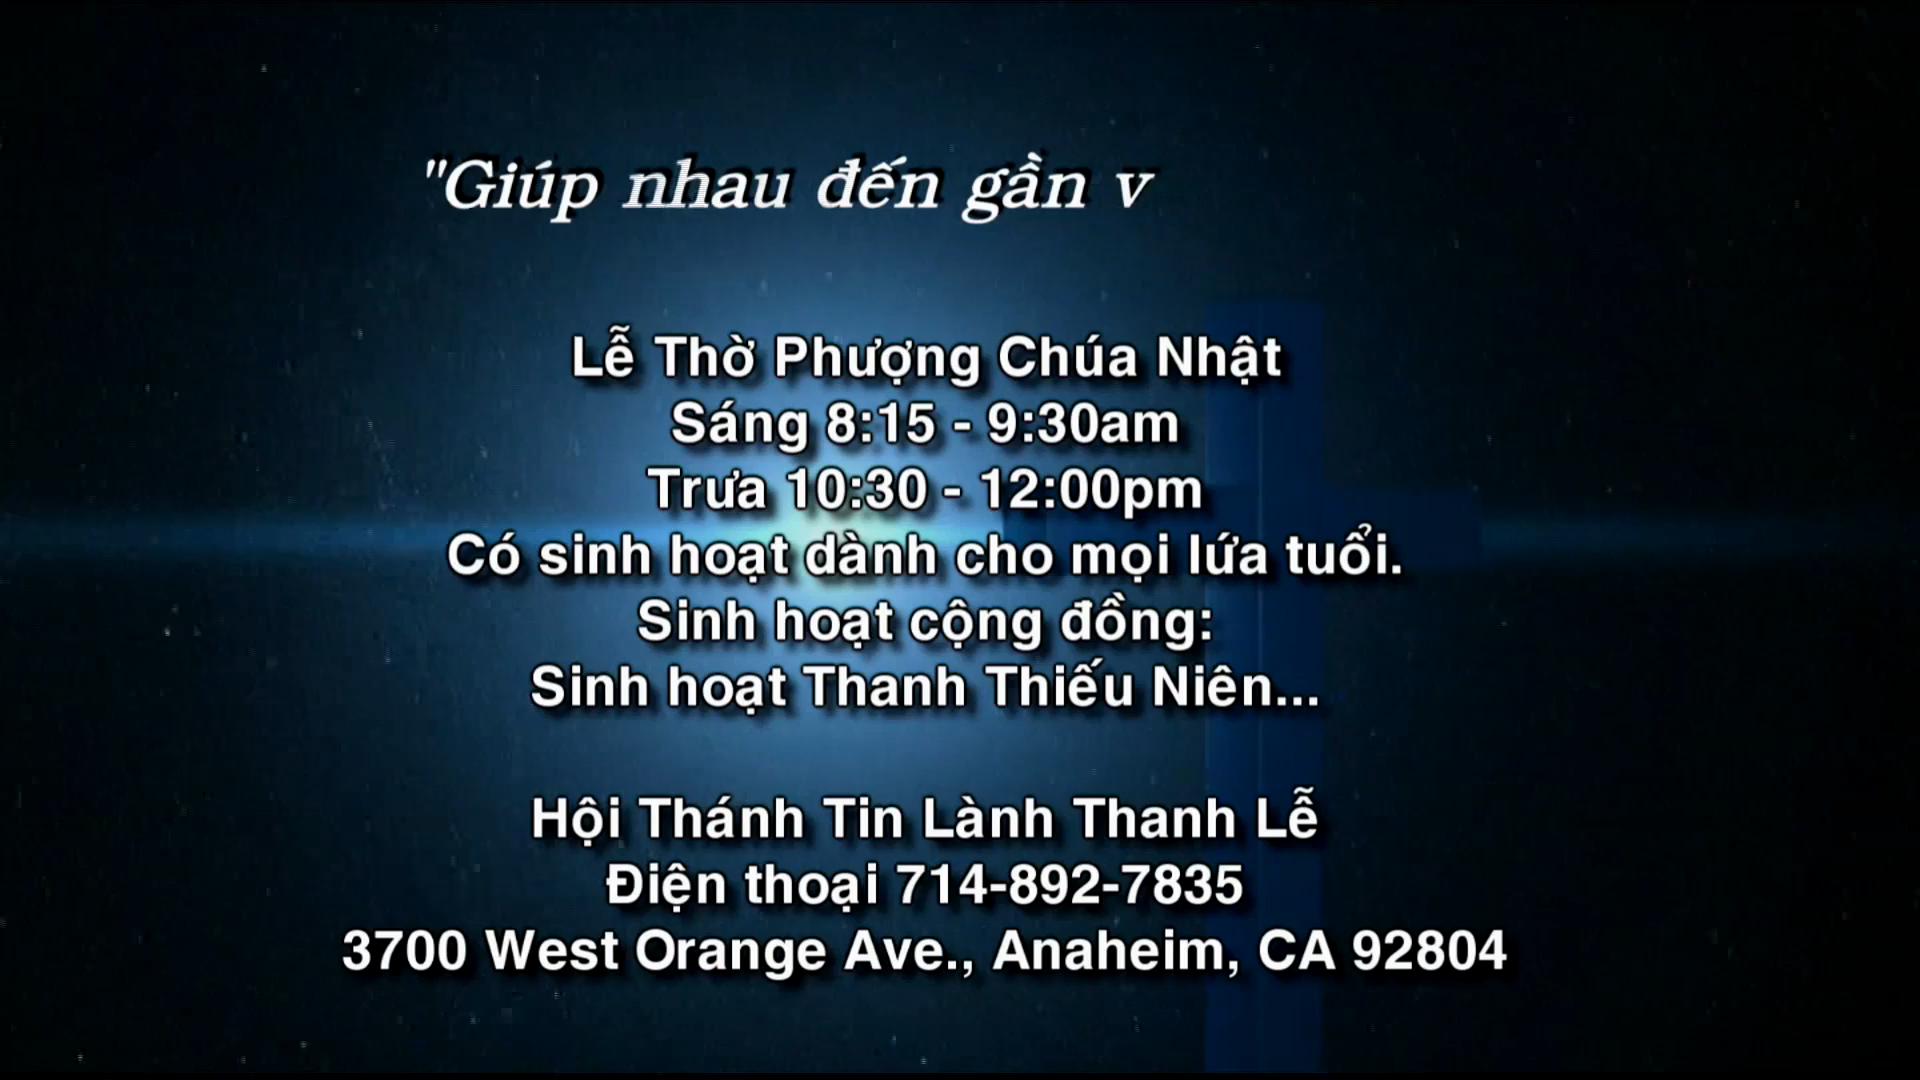 "Giúp nhau đến gần v
Lễ Thờ Phượng Chúa Nhật
Sáng 8:15 - 9:30am
Trưa 10:30 - 12:00pm
Có sinh hoạt dành cho mọi lứa tuổi.
Sinh hoạt cộng đồng:
Sinh hoạt Thanh Thiếu Niên...
Hội Thánh Tin Lành Thanh Lễ
Điện thoại 714-892-7835
3700 West Orange Ave., Anaheim, CA 92804